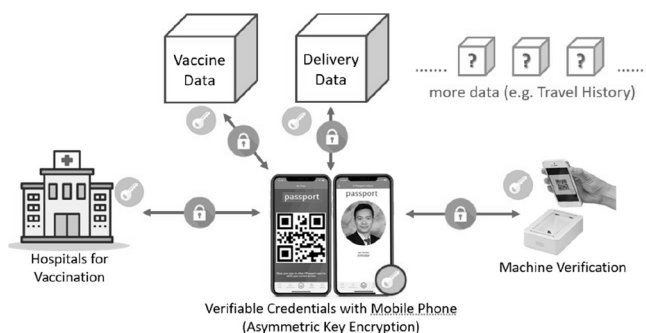 Vaccine
Data
Delivery
Data
....... ? ? ? ......
more data (e.g. Travel History)
passport
passport
Hospitals for
Vaccination
Machine Verification
Verifiable Credentials with Mobile Phone
(Asymmetric Key Encryption)